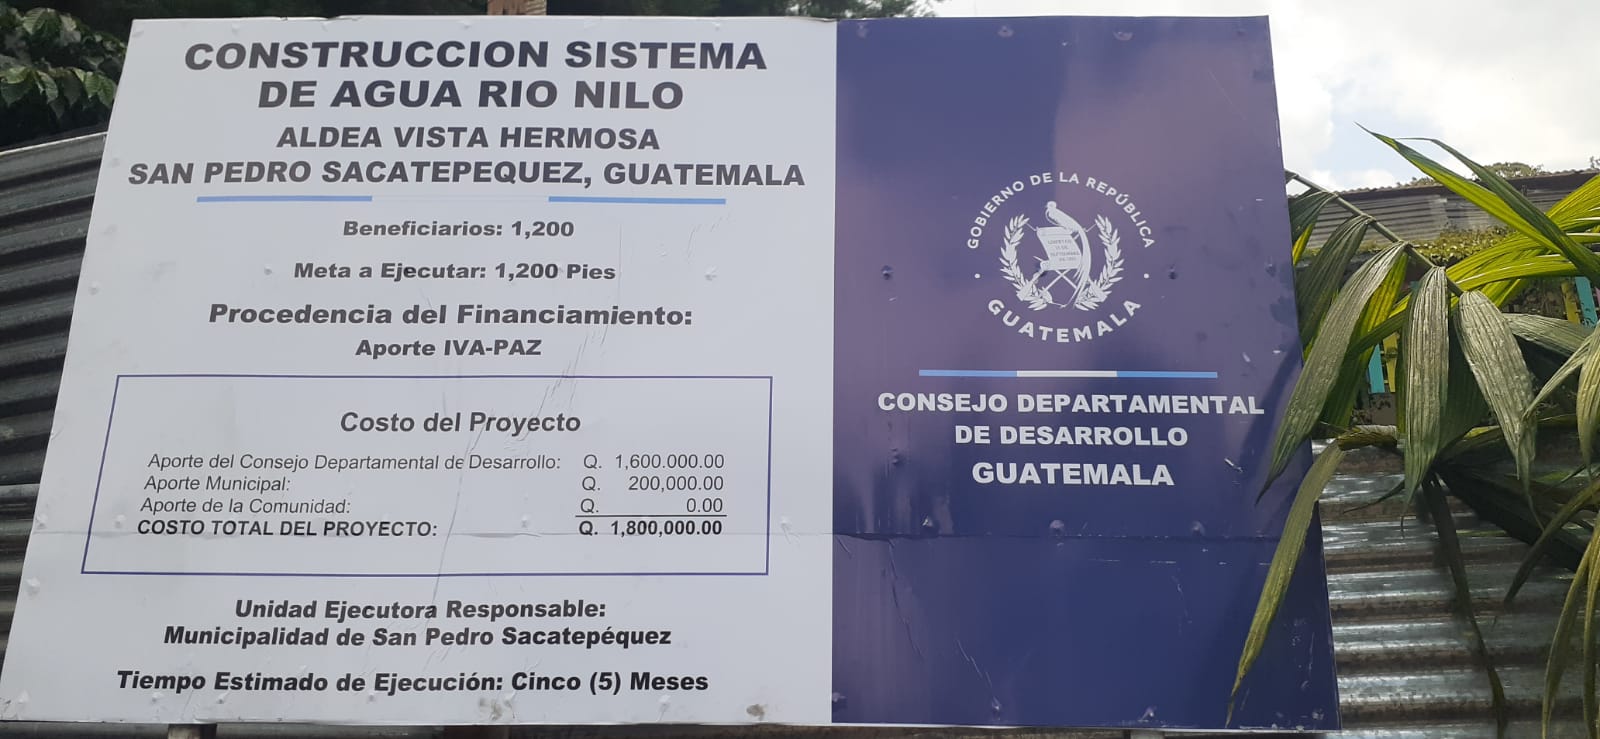 CONSTRUCCION SISTEMA
DE AGUA RIO NILO
ALDEA VISTA HERMOSA
SAN PEDRO SACATEPEQUEZ, GUATEMALA
Beneficiarios: 1,200
Meta a Ejecutar: 1,200 Pies
Procedencia del Financiamiento:
Aporte IVA-PAZ
Costo del Proyecto
Aporte del Consejo Departamental de Desarrollo: Q. 1,600.000.00
Aporte Municipal: Q. 200,000.00
Aporte de la Comunidad: Q. 0.00
COSTO TOTAL DEL PROYECTO: Q. 1,800,000.00
Unidad Ejecutora Responsable:
Municipalidad de San Pedro Sacatepéquez
Tiempo Estimado de Ejecución: Cinco (5) Meses
GOBIERNO DE LA REPÚBLICA
GUATEMALA
CONSEJO DEPARTAMENTAL
DE DESARROLLO
GUATEMALA